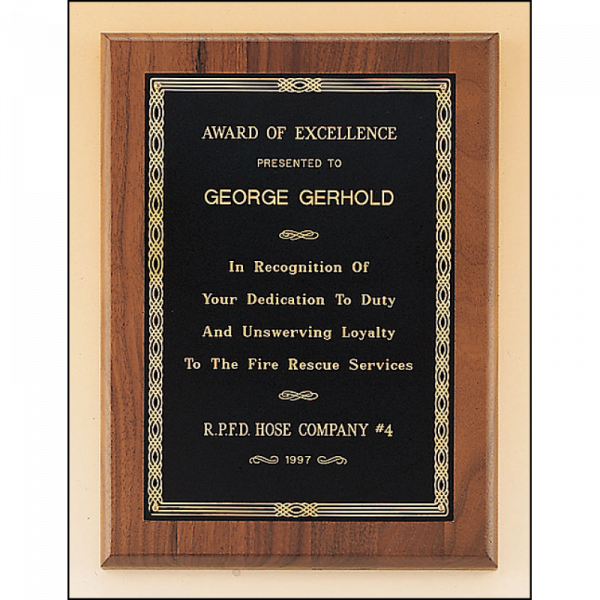 AWARD OF EXCELLENCE
PRESENTED TO
GEORGE GERHOLD
In Recognition Of
Your Dedication To Duty
And Unswerving Loyalty
To The Fire Rescue Services
R.P.F.D. HOSE COMPANY #4
1997